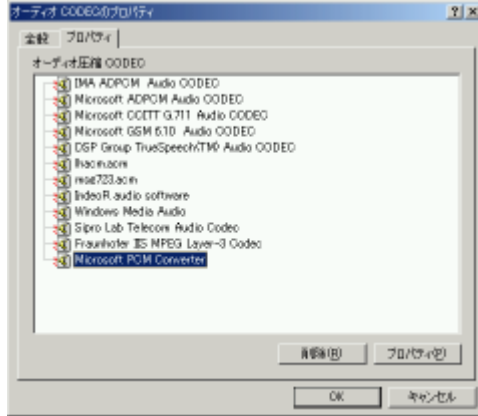 オーディオ CODECのプロパティ
全般 プロパティ
オーディオ圧縮 CODEC
IMA ADPCM Audio CODEC
Microsoft ADPCM Audio CODEC
Microsoft CCITT G.711 Audio CODEC
Microsoft GSM 6.10 Audio CODEC
DSP Group TrueSpeech(TM) Audio CODEC
lhacm.acm
msg723.acm
IndeoR audio software
Windows Media Audio
Sipro Lab Telecom Audio Codec
Fraunhofer IIS MPEG Layer-3 Codec
Microsoft PCM Converter
削除(R) プロパティ(P)
OK キャンセル